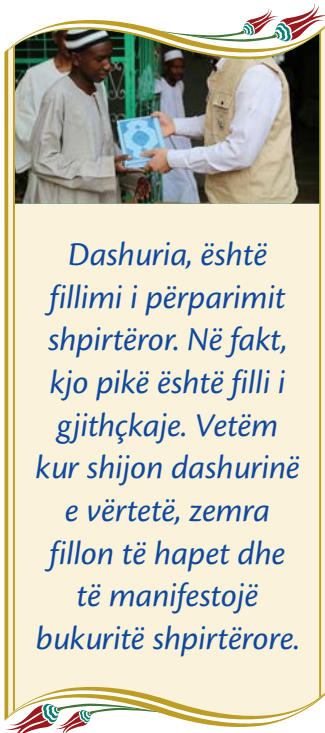 Dashuria, është
fillimi i përparimit
shpirtëror. Në fakt,
kjo pikë është filli i
gjithçkaje. Vetëm
kur shijon dashurinë
e vërtetë, zemra
fillon të hapet dhe
të manifestojë
bukuritë shpirtërore.